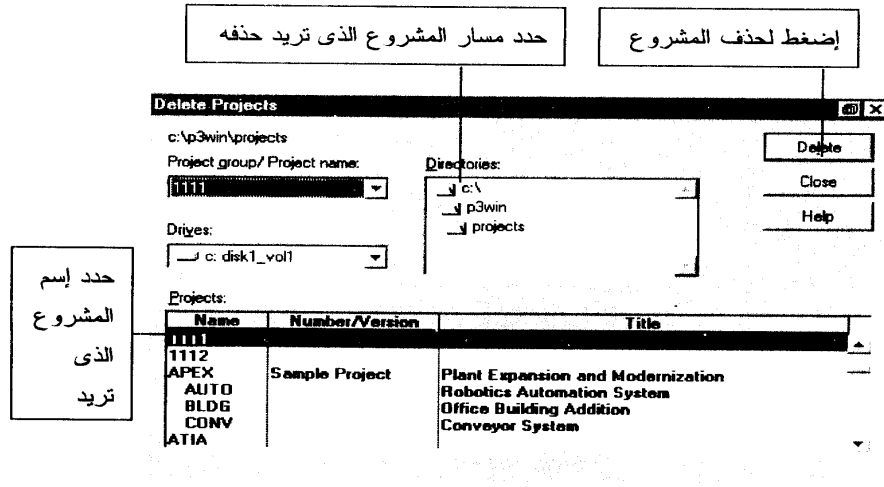 حدد مسار المشروع الذى تريد حذفه
إضغط لحذف المشروع
Delete Projects
c:\p3win\projects
Project group/ Project name:
1111
Directories:
c:\
p3win
projects
Delete
Close
Help
Drives:
c: disk1_vol1
حدد إسم
المشروع
الذى
تريد
Projects:
Name Number/Version Title
1111
1112
APEX Sample Project Plant Expansion and Modernization
AUTO Robotics Automation System
BLDG Office Building Addition
CONV Conveyor System
ATIA